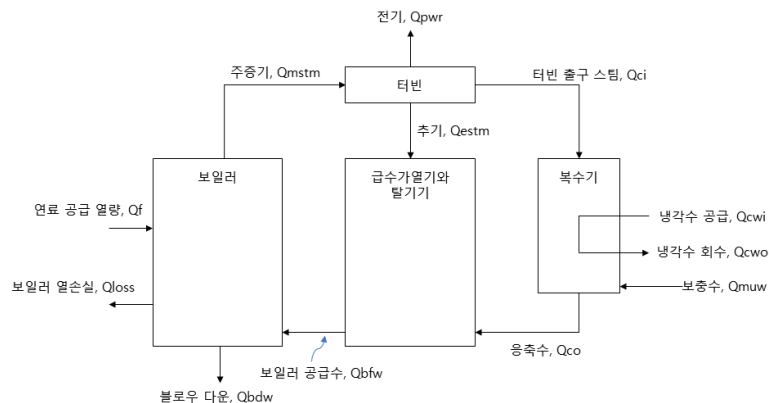 전기, Qpwr
주증기, Qmstm
터빈
터빈 출구 스팀, Qci
추기, Qestm
보일러
급수가열기와
탈기기
복수기
연료 공급 열량, Qf
냉각수 공급, Qcwi
냉각수 회수, Qcwo
보일러 열손실, Qloss
보충수, Qmuw
응축수, Qco
보일러 공급수, Qbfw
블로우 다운, Qbdw